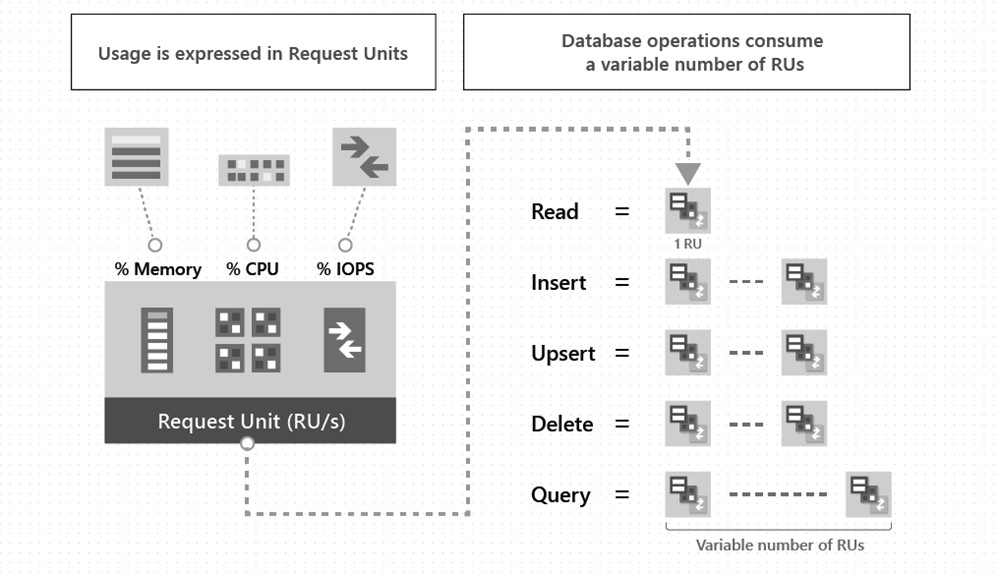 Usage is expressed in Request Units
Database operations consume
a variable number of RUs
% Memory
% CPU
% IOPS
Request Unit (RU/s)
Read =
1 RU
Insert =
Upsert =
Delete =
Query =
Variable number of RUs